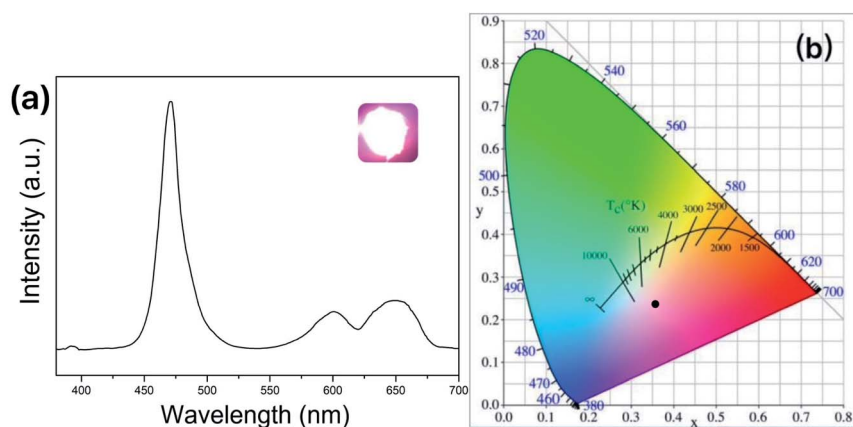 (a)
Intensity (a.u.)
400 450 500 550 600 650 700
Wavelength (nm)
(b)
0.9
y
0.8
0.7
0.6
0.5
y
0.4
0.3
0.2
0.1
0.0
0.0 0.1 0.2 0.3 0.4 0.5 0.6 0.7 0.8
x
520
540
560
500
580
Tc(°K)
4000 3000 2500
6000
600
2000 1500
10000
620
490
∞
700
480
470
460
380